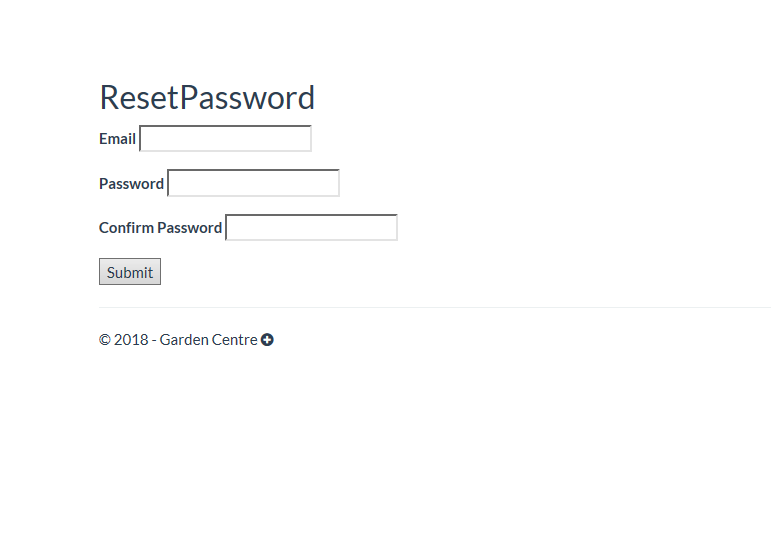 ResetPassword
Email
Password
Confirm Password
Submit
© 2018 - Garden Centre